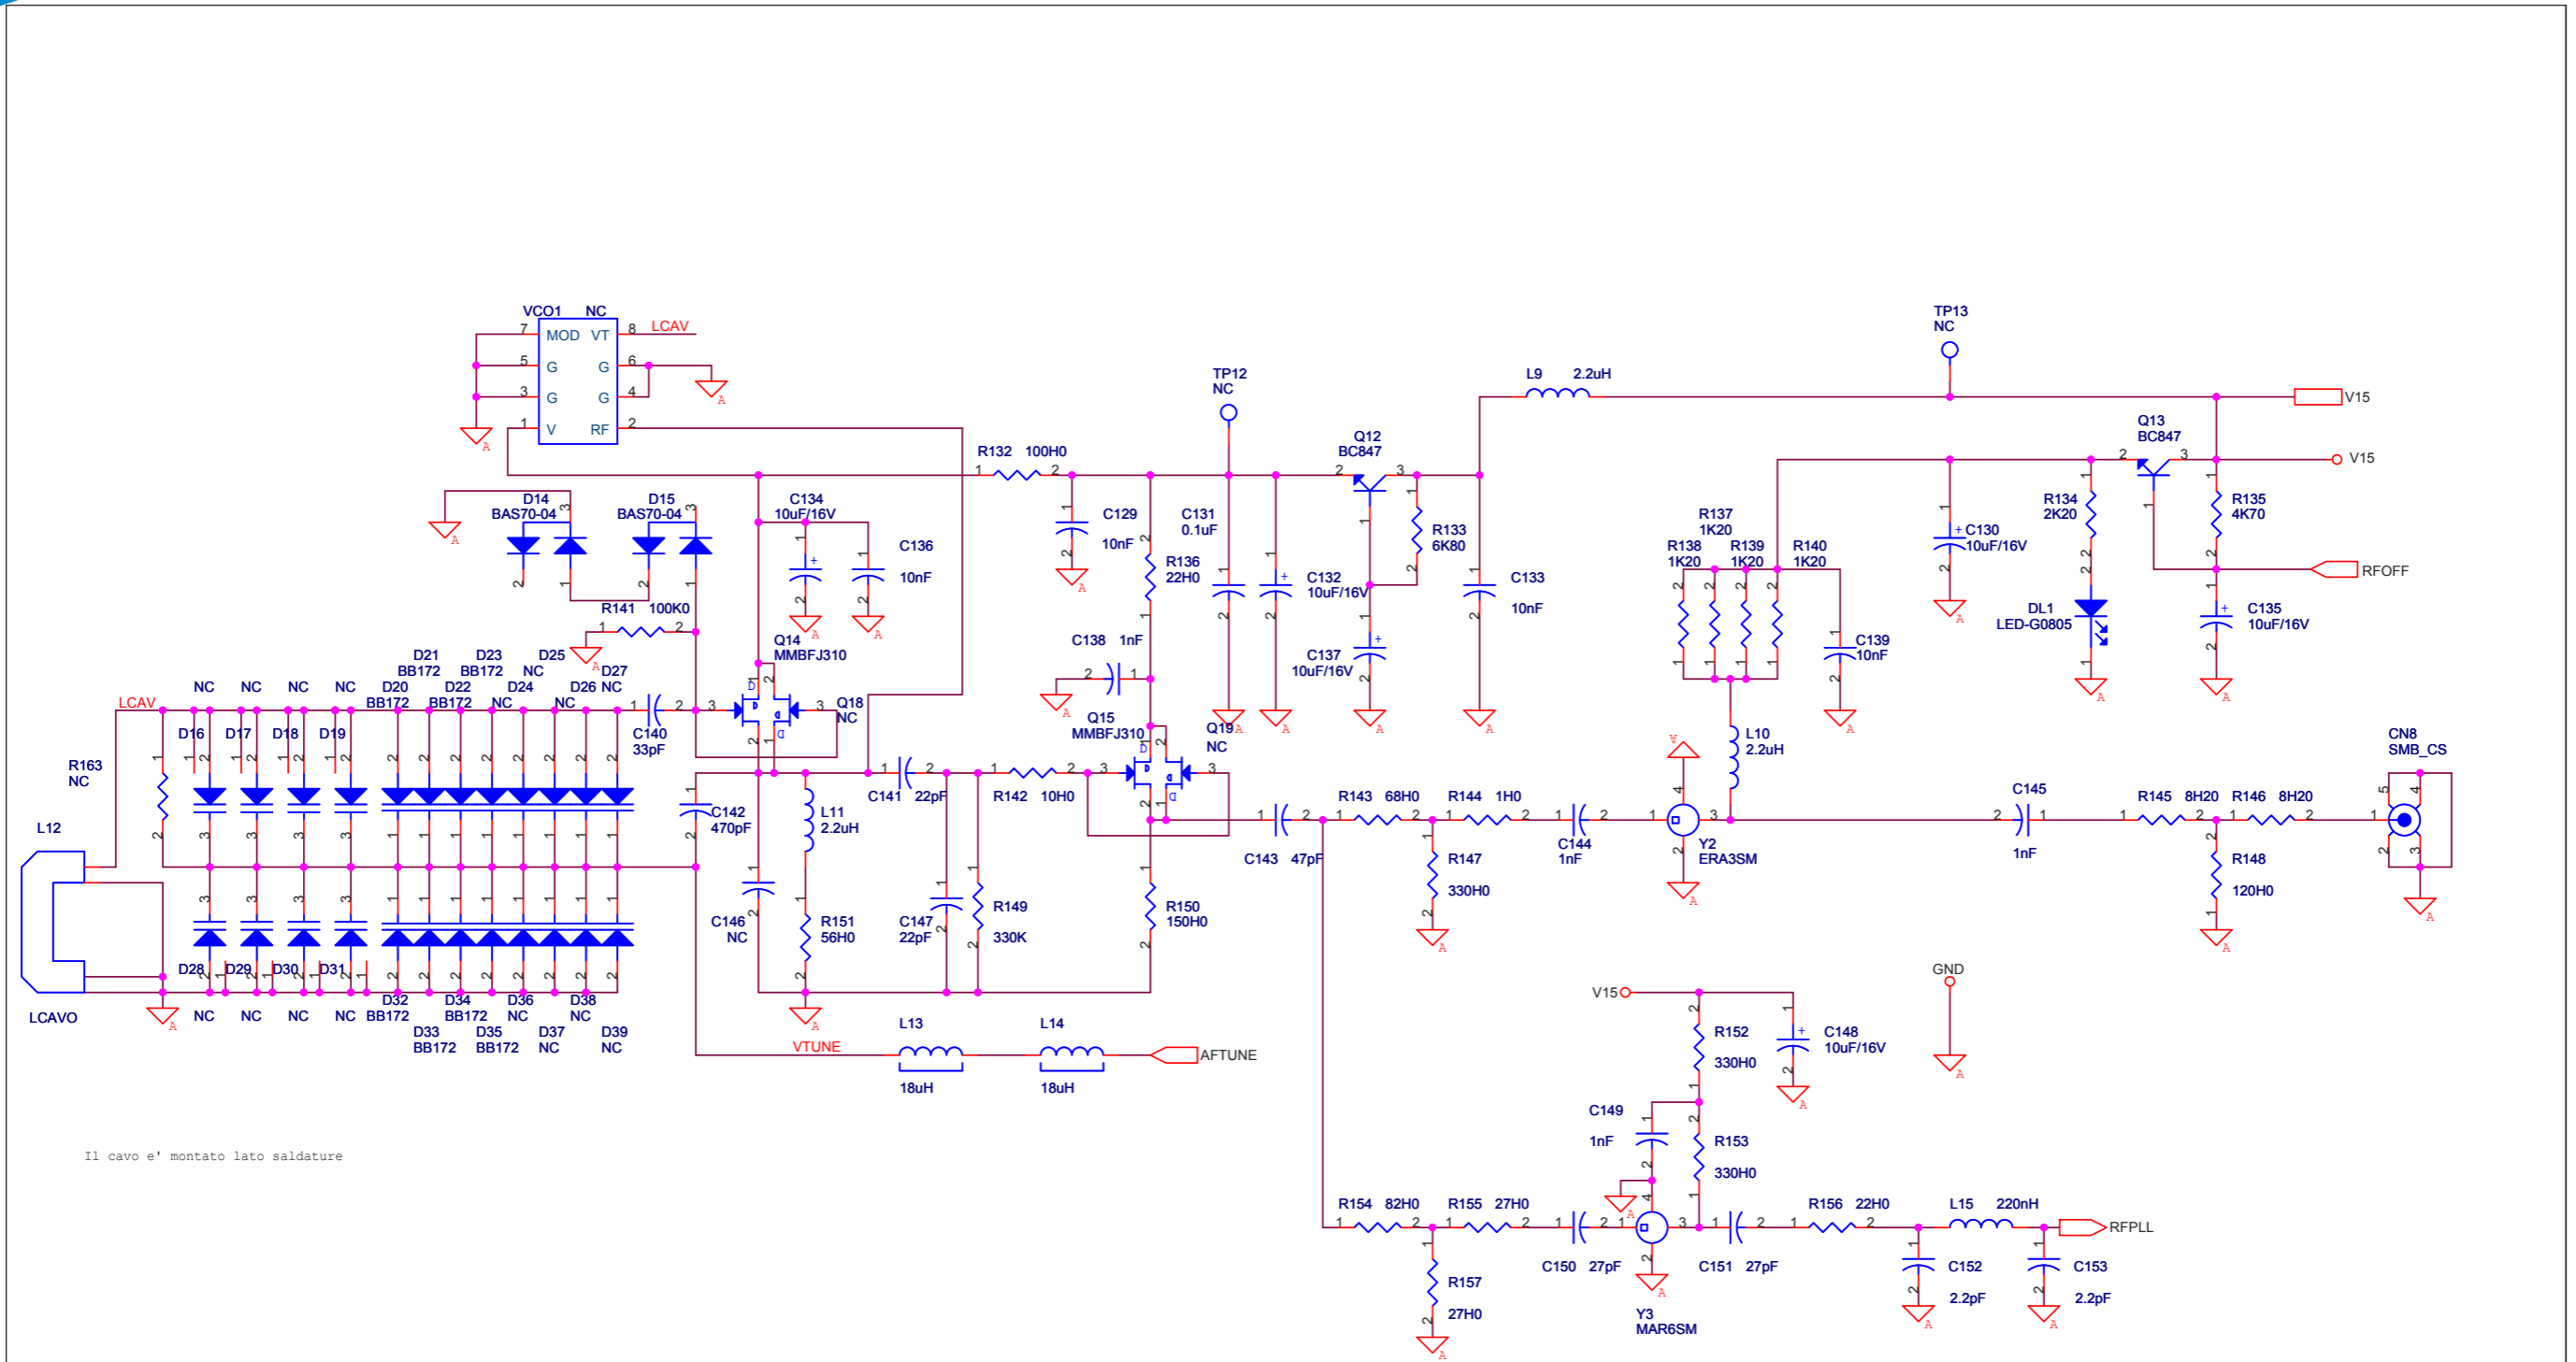 VCO1 NC
7 MOD VT 8 LCAV
5 G G 6
3 G G 4
1 V RF 2
A
A
TP12
NC
TP13
NC
L9 2.2uH
V15
V15
Q12
BC847
Q13
BC847
R132 100H0
D14
BAS70-04
D15
BAS70-04
C134
10uF/16V
C136
10nF
C129
10nF
C131
0.1uF
R136
22H0
C132
10uF/16V
R133
6K80
C133
10nF
R137
1K20
R138
1K20
R139
1K20
R140
1K20
C130
10uF/16V
R134
2K20
R135
4K70
RFOFF
DL1
LED-G0805
C135
10uF/16V
R141 100K0
C138 1nF
C137
10uF/16V
C139
10nF
Q14
MMBFJ310
Q18
NC
Q15
MMBFJ310
Q19
NC
LCAV
NC NC NC NC
D16 D17 D18 D19
D20
BB172
D21
BB172
D22
BB172
D23
BB172
D24
NC
D25
NC
D26
NC
D27
NC
C140
33pF
R163
NC
L12
LCAVO
C142
470pF
L11
2.2uH
C141 22pF
R142 10H0
L10
2.2uH
CN8
SMB_CS
C143 47pF
R143 68H0
R144 1H0
C144
1nF
Y2
ERA3SM
C145
1nF
R145 8H20
R146 8H20
R147
330H0
R148
120H0
C146
NC
R151
56H0
C147
22pF
R149
330K
R150
150H0
D28 D29 D30 D31
NC NC NC NC
D32
BB172
D33
BB172
D34
BB172
D35
BB172
D36
NC
D37
NC
D38
NC
D39
NC
VTUNE
L13
18uH
L14
18uH
AFTUNE
V15
GND
R152
330H0
C148
10uF/16V
C149
1nF
R153
330H0
Il cavo e' montato lato saldature
R154 82H0
R155 27H0
C150 27pF
R157
27H0
Y3
MAR6SM
C151 27pF
R156 22H0
L15 220nH
RFPLL
C152
2.2pF
C153
2.2pF